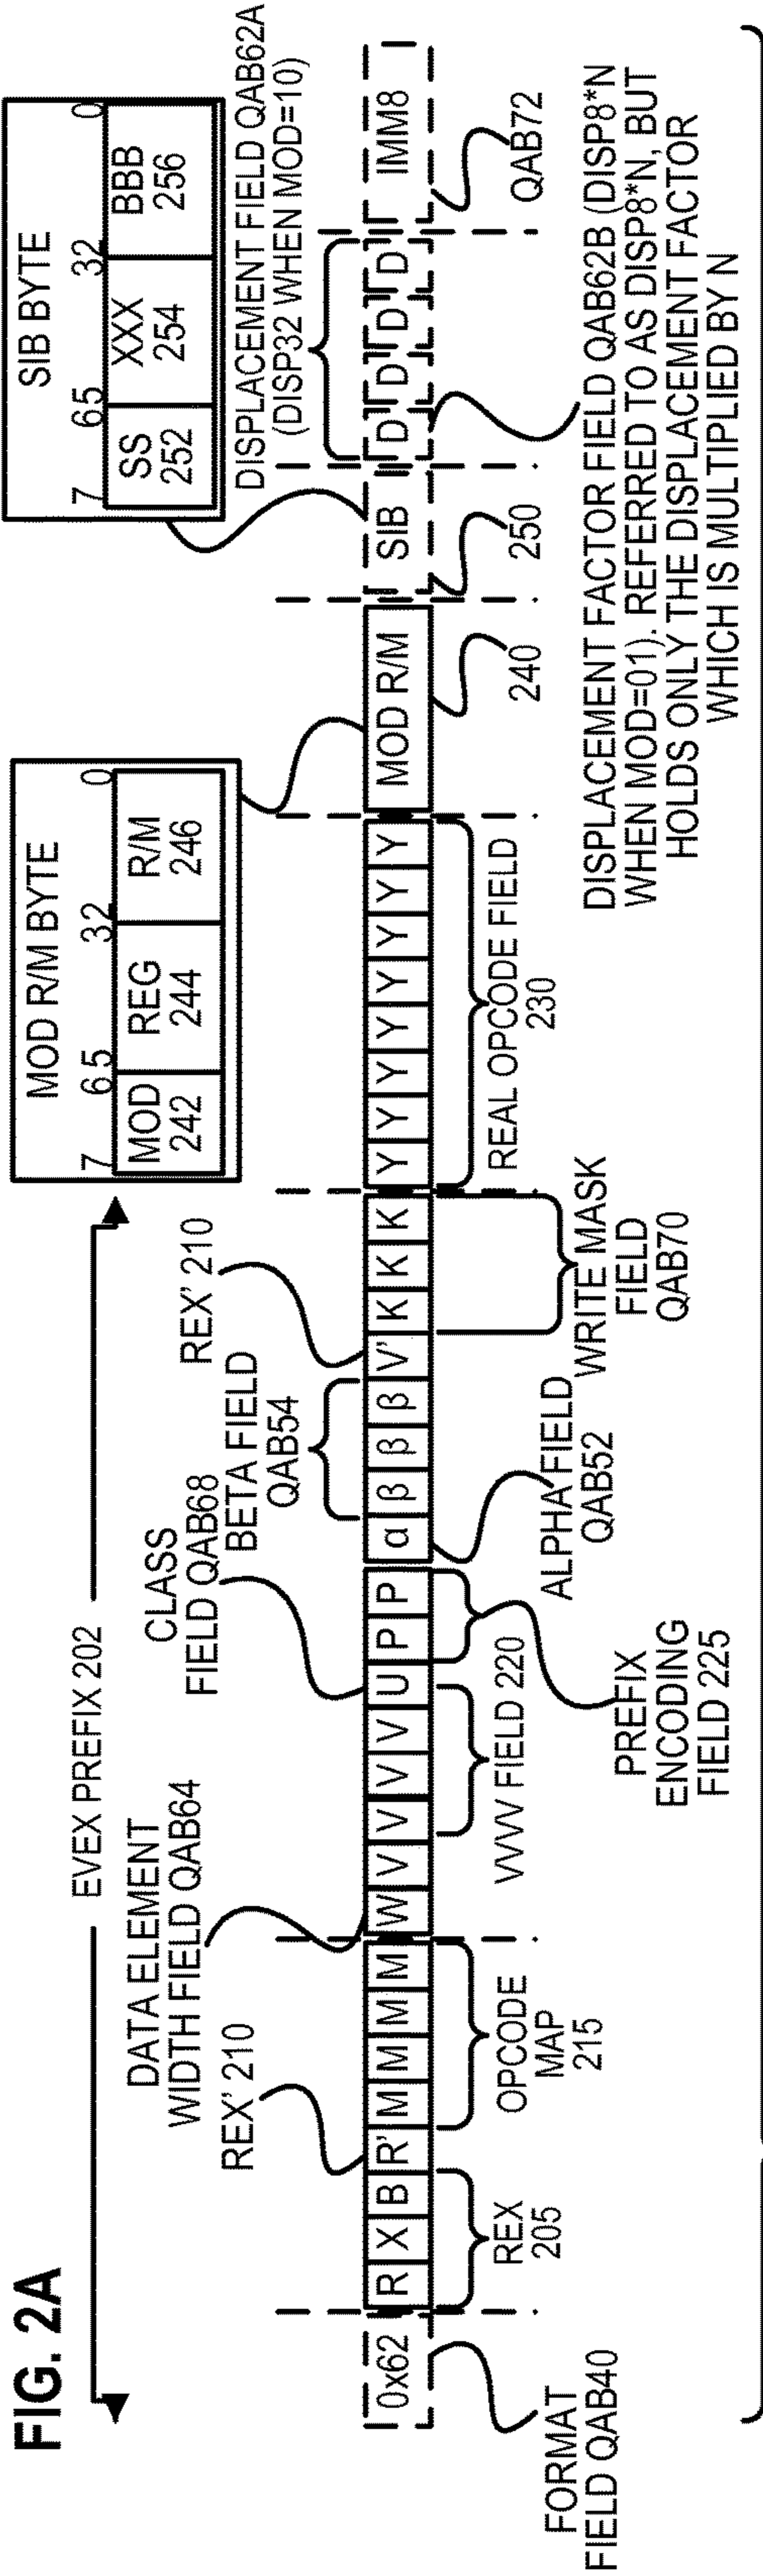 FIG. 2A
EVEX PREFIX 202
FORMAT
FIELD QAB40
0x62
R X B R' M M M M
REX
205
REX' 210
OPCODE
MAP
215
DATA ELEMENT
WIDTH FIELD QAB64
W V V V V U P P
VVVV FIELD 220
CLASS
FIELD QAB68
PREFIX
ENCODING
FIELD 225
α β β β V' K K K
ALPHA FIELD
QAB52
BETA FIELD
QAB54
REX' 210
WRITE MASK
FIELD
QAB70
Y Y Y Y Y Y Y Y
REAL OPCODE FIELD
230
MOD R/M BYTE
7 6 5 3 2 0
MOD
242
REG
244
R/M
246
MOD R/M
240
SIB BYTE
7 6 5 3 2 0
SS
252
XXX
254
BBB
256
SIB
250
DISPLACEMENT FIELD QAB62A
(DISP32 WHEN MOD=10)
D D D D
IMM8
QAB72
DISPLACEMENT FACTOR FIELD QAB62B (DISP8*N
WHEN MOD=01). REFERRED TO AS DISP8*N, BUT
HOLDS ONLY THE DISPLACEMENT FACTOR
WHICH IS MULTIPLIED BY N